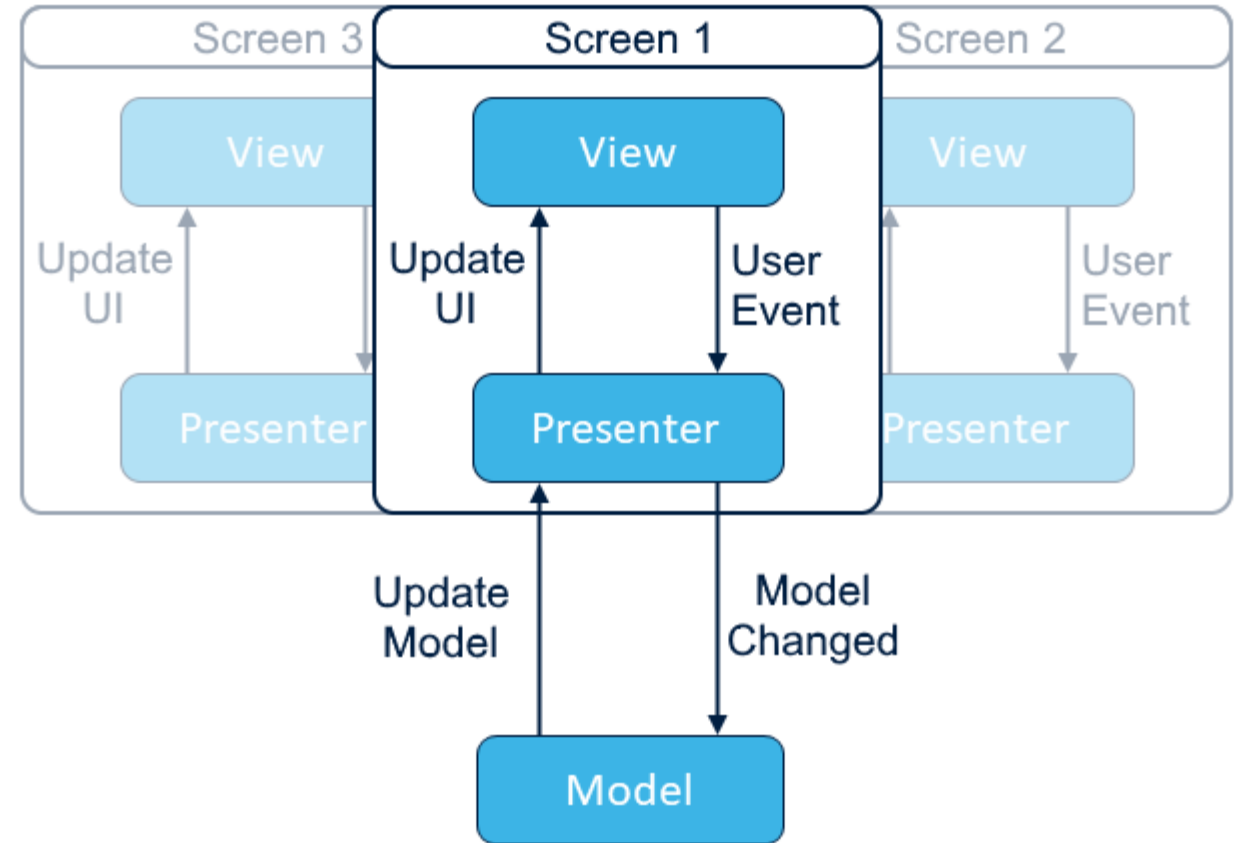 Screen 3
Screen 1
Screen 2
View
View
View
Update
UI
Update
UI
User
Event
User
Event
Presenter
Presenter
Presenter
Update
Model
Model
Changed
Model